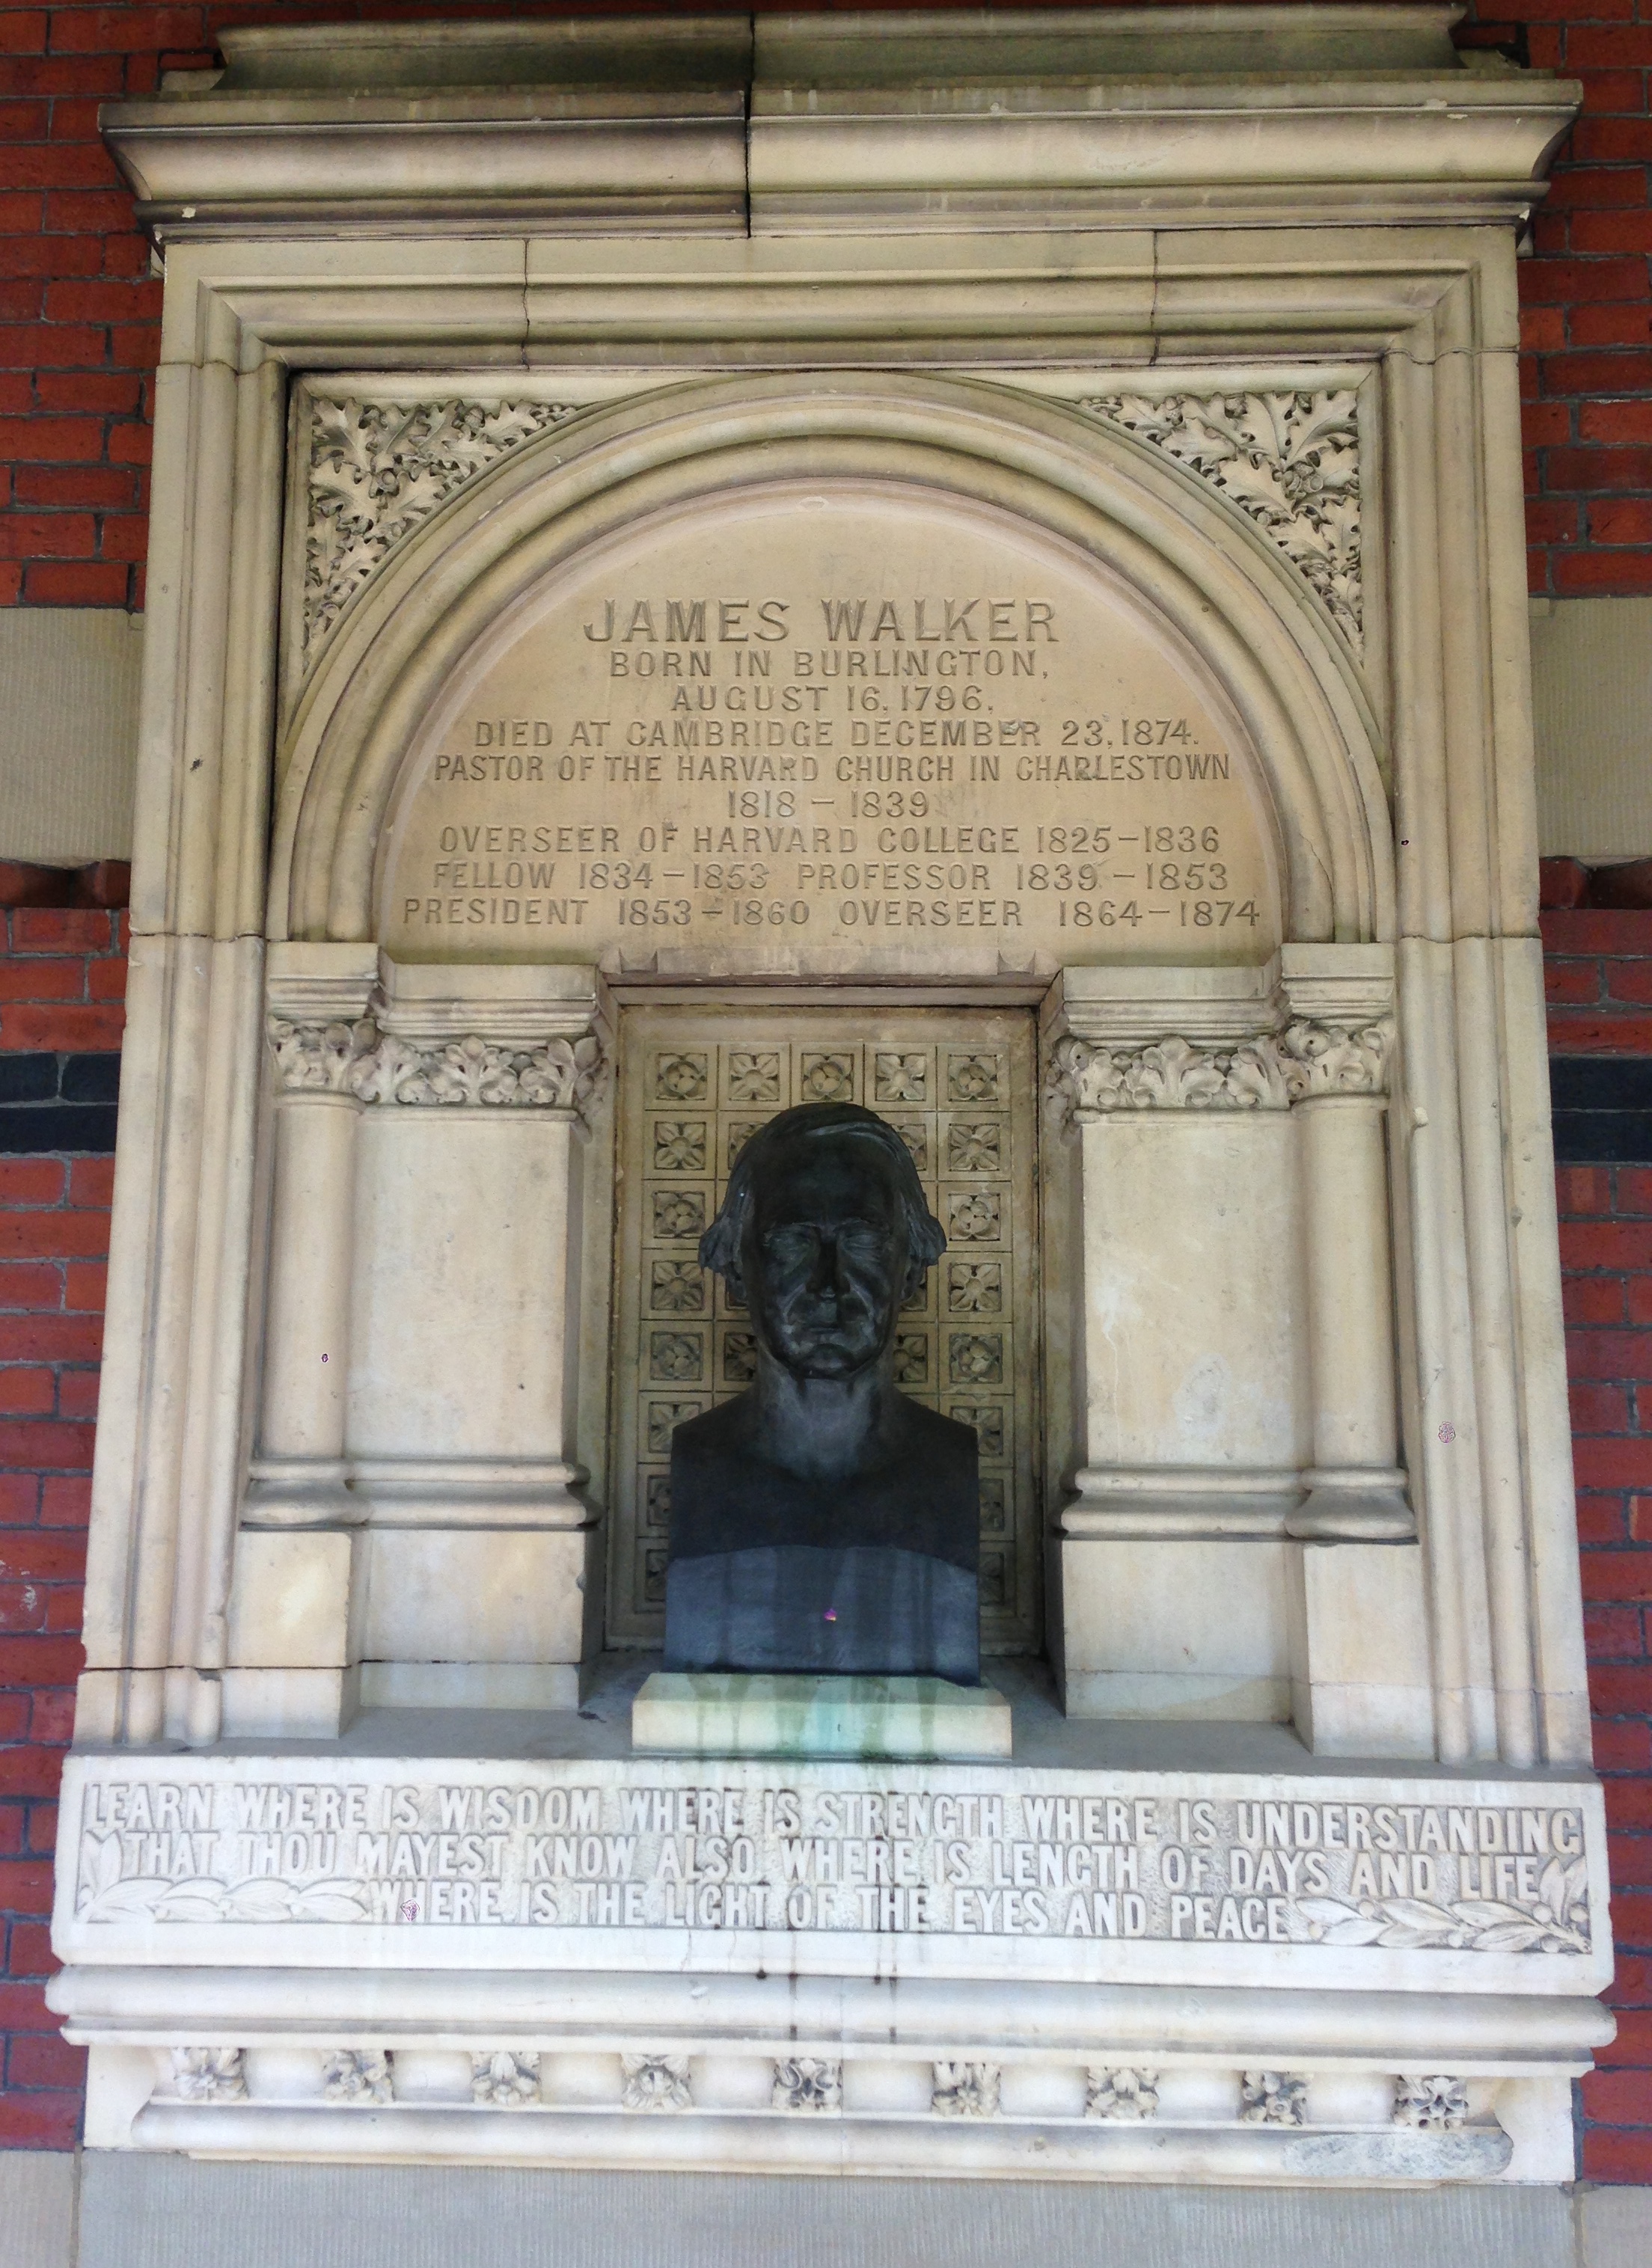 JAMES WALKER
BORN IN BURLINGTON,
AUGUST 16, 1796.
DIED AT CAMBRIDGE DECEMBER 23, 1874.
PASTOR OF THE HARVARD CHURCH IN CHARLESTOWN
1818 – 1839
OVERSEER OF HARVARD COLLEGE 1825–1836
FELLOW 1834–1853 PROFESSOR 1839–1853
PRESIDENT 1853–1860 OVERSEER 1864–1874
LEARN WHERE IS WISDOM WHERE IS STRENGTH WHERE IS UNDERSTANDING
THAT THOU MAYEST KNOW ALSO WHERE IS LENGTH OF DAYS AND LIFE
WHERE IS THE LIGHT OF THE EYES AND PEACE